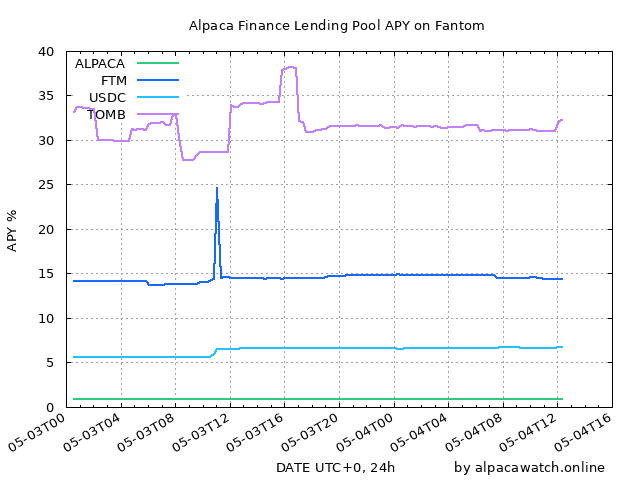 Alpaca Finance Lending Pool APY on Fantom
40
35
30
25
20
15
10
5
0
APY %
ALPACA
FTM
USDC
TOMB
05-03T00
05-03T04
05-03T08
05-03T12
05-03T16
05-03T20
05-04T00
05-04T04
05-04T08
05-04T12
05-04T16
DATE UTC+0, 24h
by alpacawatch.online